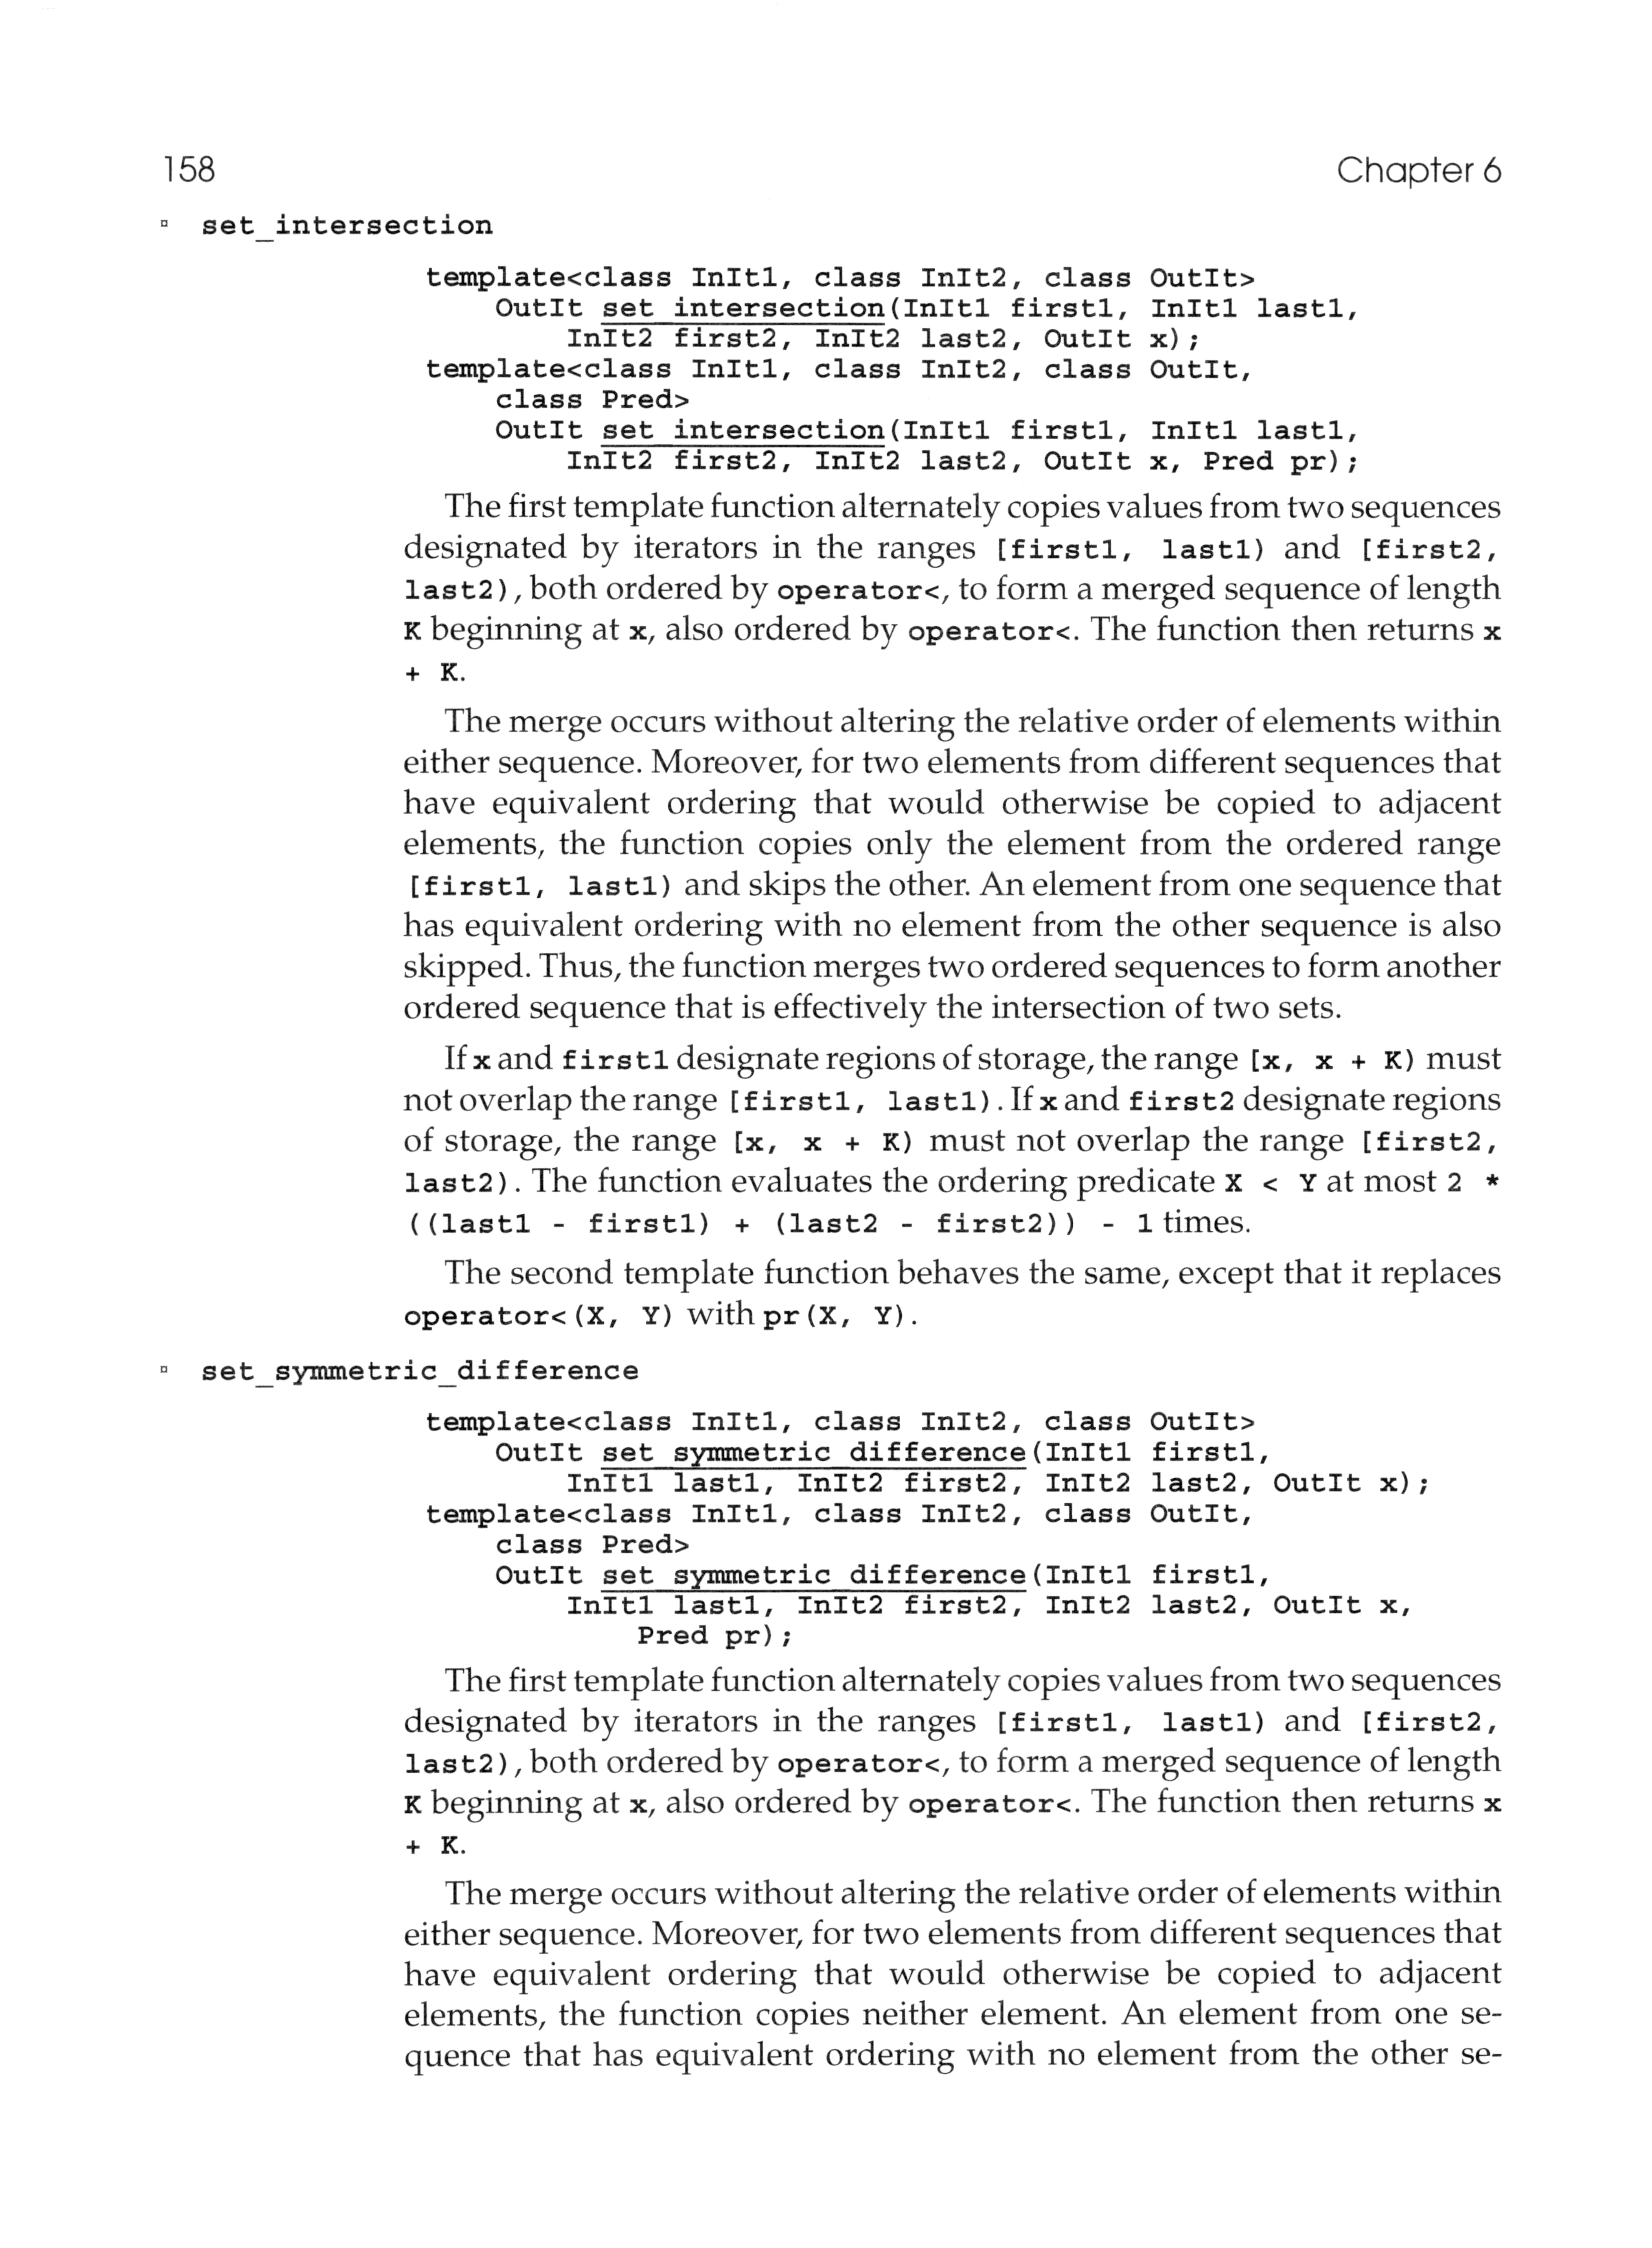 158 Chapter 6
▫ set_intersection
template<class InIt1, class InIt2, class OutIt>
OutIt set_intersection(InIt1 first1, InIt1 last1,
InIt2 first2, InIt2 last2, OutIt x);
template<class InIt1, class InIt2, class OutIt,
class Pred>
OutIt set_intersection(InIt1 first1, InIt1 last1,
InIt2 first2, InIt2 last2, OutIt x, Pred pr);
The first template function alternately copies values from two sequences
designated by iterators in the ranges [first1, last1) and [first2,
last2), both ordered by operator<, to form a merged sequence of length
K beginning at x, also ordered by operator<. The function then returns x
+ K.
The merge occurs without altering the relative order of elements within
either sequence. Moreover, for two elements from different sequences that
have equivalent ordering that would otherwise be copied to adjacent
elements, the function copies only the element from the ordered range
[first1, last1) and skips the other. An element from one sequence that
has equivalent ordering with no element from the other sequence is also
skipped. Thus, the function merges two ordered sequences to form another
ordered sequence that is effectively the intersection of two sets.
If x and first1 designate regions of storage, the range [x, x + K) must
not overlap the range [first1, last1). If x and first2 designate regions
of storage, the range [x, x + K) must not overlap the range [first2,
last2). The function evaluates the ordering predicate X < Y at most 2 *
((last1 - first1) + (last2 - first2)) - 1 times.
The second template function behaves the same, except that it replaces
operator<(X, Y) with pr(X, Y).
▫ set_symmetric_difference
template<class InIt1, class InIt2, class OutIt>
OutIt set_symmetric_difference(InIt1 first1,
InIt1 last1, InIt2 first2, InIt2 last2, OutIt x);
template<class InIt1, class InIt2, class OutIt,
class Pred>
OutIt set_symmetric_difference(InIt1 first1,
InIt1 last1, InIt2 first2, InIt2 last2, OutIt x,
Pred pr);
The first template function alternately copies values from two sequences
designated by iterators in the ranges [first1, last1) and [first2,
last2), both ordered by operator<, to form a merged sequence of length
K beginning at x, also ordered by operator<. The function then returns x
+ K.
The merge occurs without altering the relative order of elements within
either sequence. Moreover, for two elements from different sequences that
have equivalent ordering that would otherwise be copied to adjacent
elements, the function copies neither element. An element from one se-
quence that has equivalent ordering with no element from the other se-